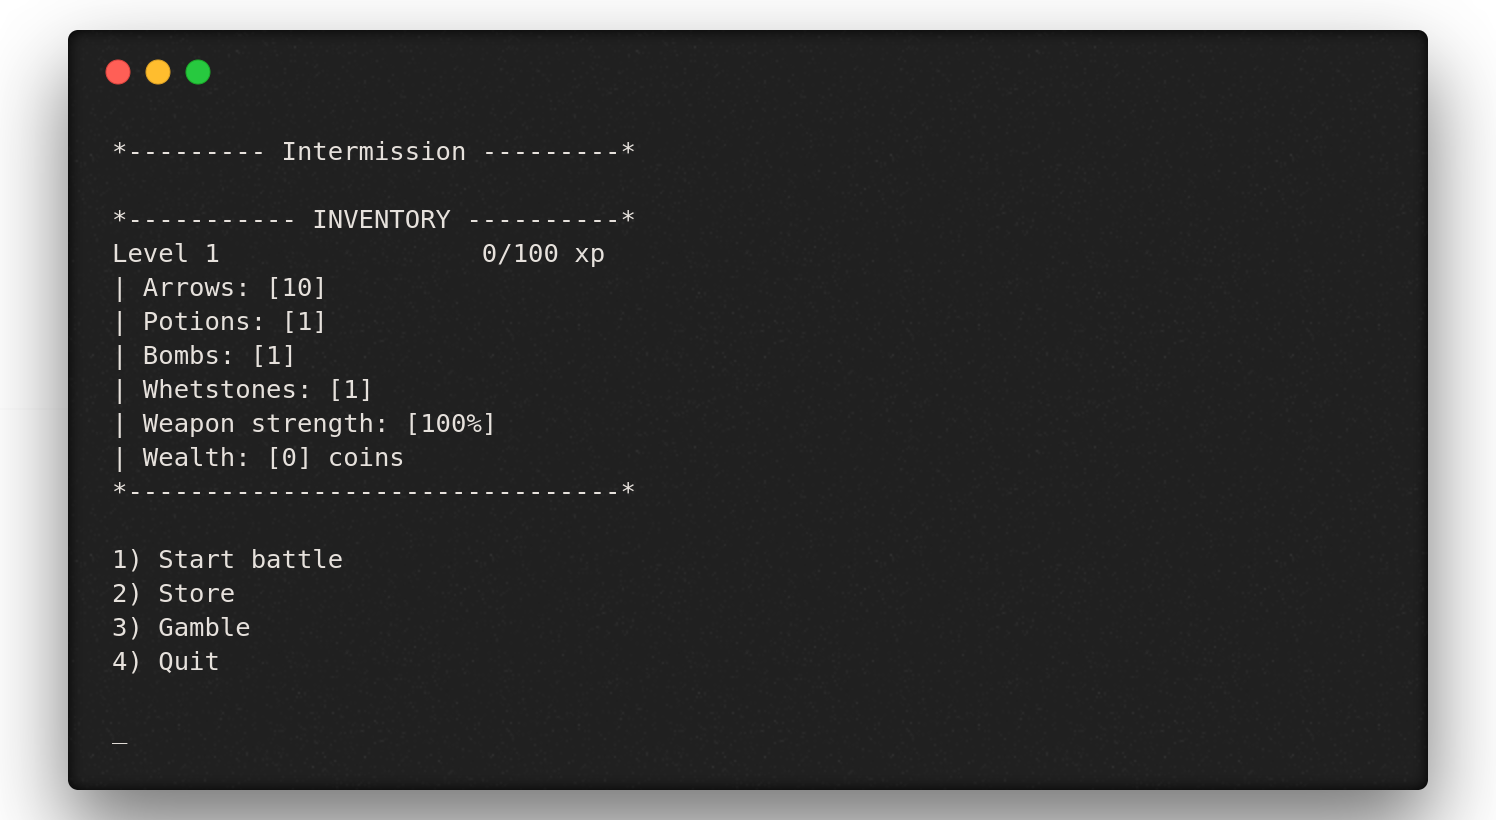 *--------- Intermission ---------*
*----------- INVENTORY ----------*
Level 1                 0/100 xp
| Arrows: [10]
| Potions: [1]
| Bombs: [1]
| Whetstones: [1]
| Weapon strength: [100%]
| Wealth: [0] coins
*--------------------------------*
1) Start battle
2) Store
3) Gamble
4) Quit
_